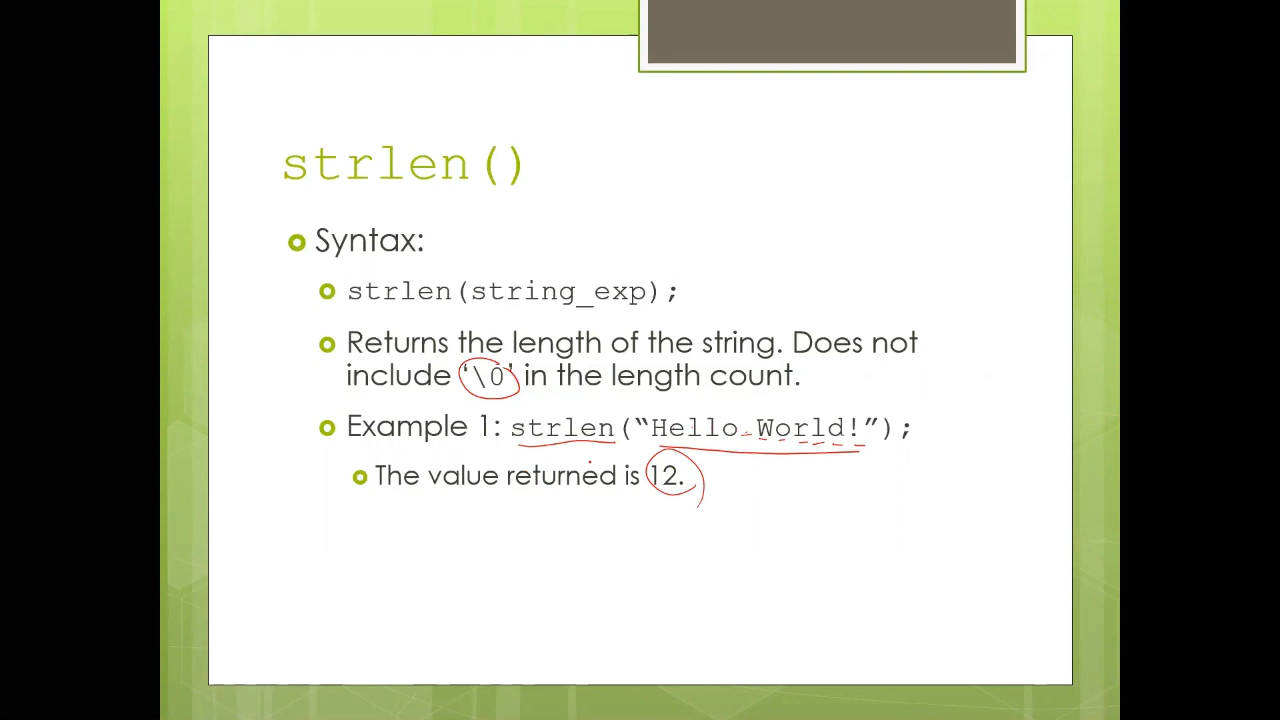 strlen()
Syntax:
strlen(string_exp);
Returns the length of the string. Does not
include ‘\0’ in the length count.
Example 1: strlen(“Hello World!”);
The value returned is 12.